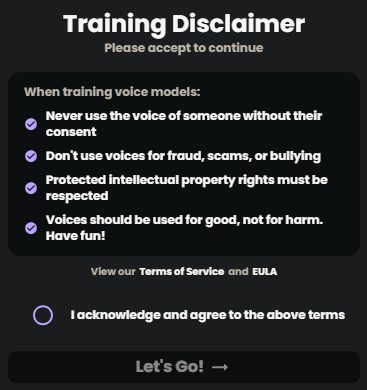 Training Disclaimer
Please accept to continue
When training voice models:
Never use the voice of someone without their
consent
Don't use voices for fraud, scams, or bullying
Protected intellectual property rights must be
respected
Voices should be used for good, not for harm.
Have fun!
View our Terms of Service and EULA
I acknowledge and agree to the above terms
Let's Go! →